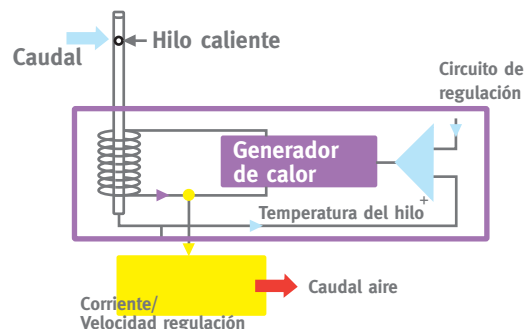 Hilo caliente
Caudal
Circuito de
regulación
Generador
de calor
Temperatura del hilo
+
Caudal aire
Corriente/
Velocidad regulación